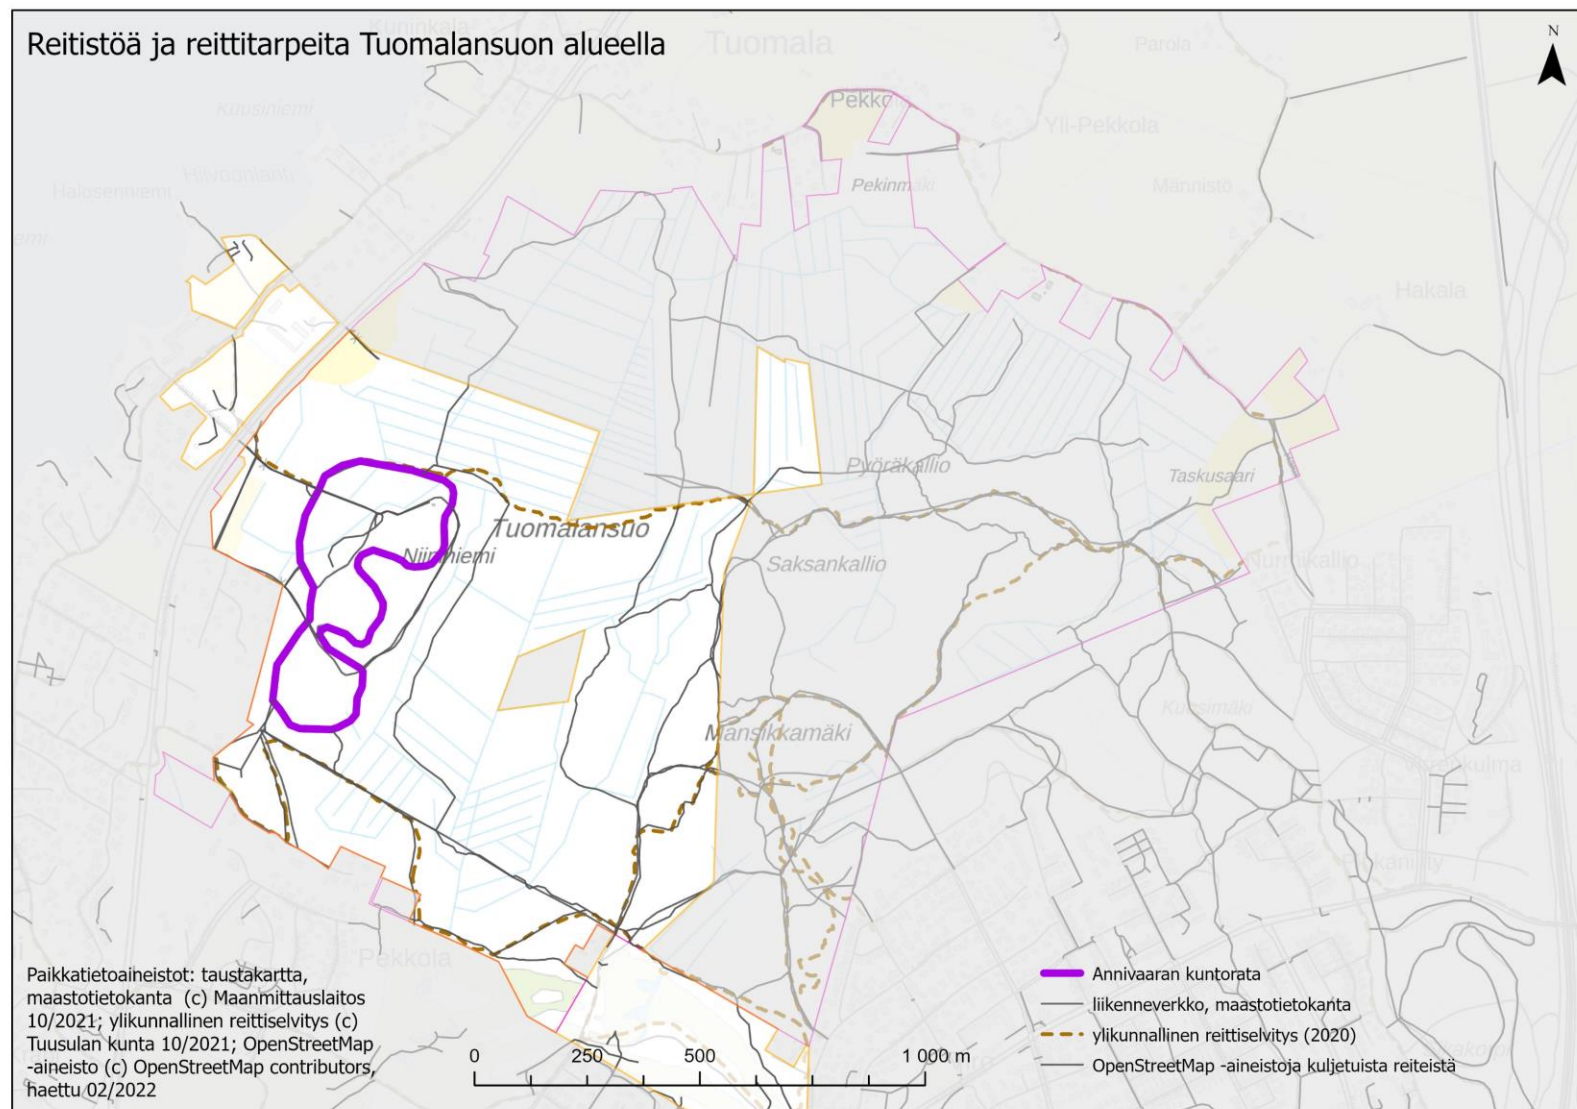 Reitistöä ja reittitarpeita Tuomalansuon alueella
N
Kuninkala
Tuomala
Parola
Kuusiniemi
Pekkola
Yli-Pekkola
Halosenniemi
Pekinmäki
Männistö
Hakala
Pyöräkallio
Taskusaari
Tuomalansuo
Niinniemi
Saksankallio
Nurmikallio
Mansikkamäki
Kuusimäki
Pekkola
Paikkatietoaineistot: taustakartta,
maastotietokanta (c) Maanmittauslaitos
10/2021; ylikunnallinen reittiselvitys (c)
Tuusulan kunta 10/2021; OpenStreetMap
-aineisto (c) OpenStreetMap contributors,
haettu 02/2022
0 250 500 1 000 m
Annivaaran kuntorata
liikenneverkko, maastotietokanta
ylikunnallinen reittiselvitys (2020)
OpenStreetMap -aineistoja kuljetuista reiteistä